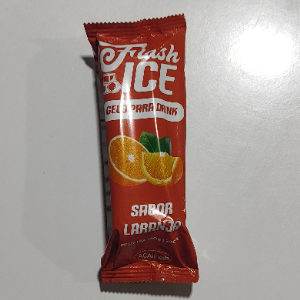 Flash
ICE
GELO PARA DRINK
SABOR
LARANJA